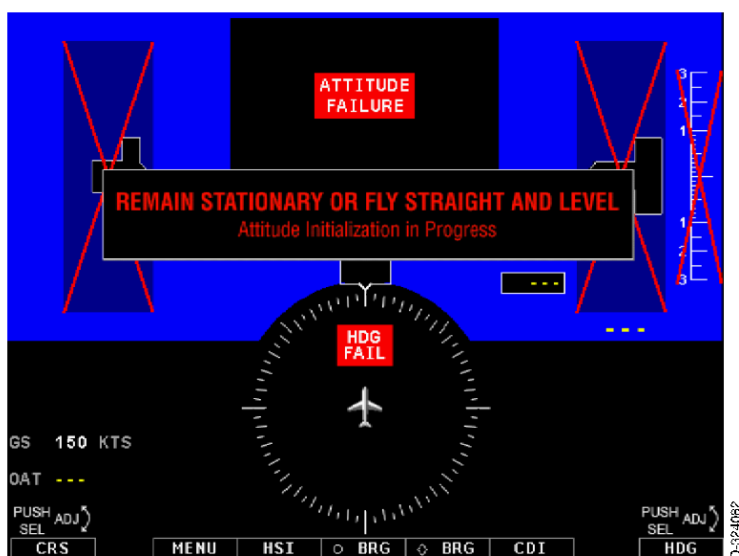 ATTITUDE
FAILURE
3
2
1
REMAIN STATIONARY OR FLY STRAIGHT AND LEVEL
Attitude Initialization in Progress
1
2
3
---
---
HDG
FAIL
GS 150 KTS
OAT ---
PUSH
SEL
ADJ
PUSH
SEL
ADJ
CRS
MENU
HSI
○ BRG
◇ BRG
CDI
HDG